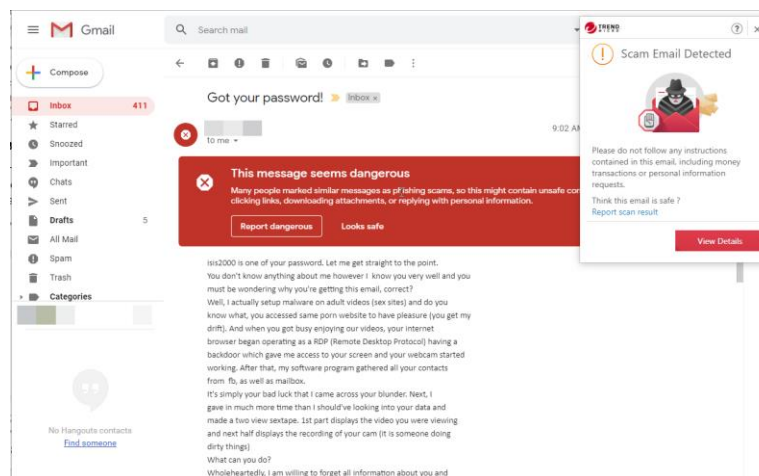 Gmail
Search mail
TREND MICRO
Scam Email Detected
Compose
Got your password!
Inbox ×
Inbox 411
Starred
Snoozed
Important
Chats
Sent
Drafts 5
All Mail
Spam
Trash
Categories
No Hangouts contacts
Find someone
to me
9:02 AM
This message seems dangerous
Many people marked similar messages as phishing scams, so this might contain unsafe con
clicking links, downloading attachments, or replying with personal information.
Report dangerous
Looks safe
Please do not follow any instructions
contained in this email, including money
transactions or personal information
requests.
Think this email is safe ?
Report scan result
View Details
isis2000 is one of your password. Let me get straight to the point.
You don't know anything about me however I know you very well and you
must be wondering why you're getting this email, correct?
Well, I actually setup malware on adult videos (sex sites) and do you
know what, you accessed same porn website to have pleasure (you get my
drift). And when you got busy enjoying our videos, your internet
browser began operating as a RDP (Remote Desktop Protocol) having a
backdoor which gave me access to your screen and your webcam started
working. After that, my software program gathered all your contacts
from fb, as well as mailbox.
It's simply your bad luck that I came across your blunder. Next, I
gave in much more time than I should've looking into your data and
made a two view sextape. 1st part displays the video you were viewing
and next half displays the recording of your cam (it is someone doing
dirty things)
What can you do?
Wholeheartedly, I am willing to forget all information about you and